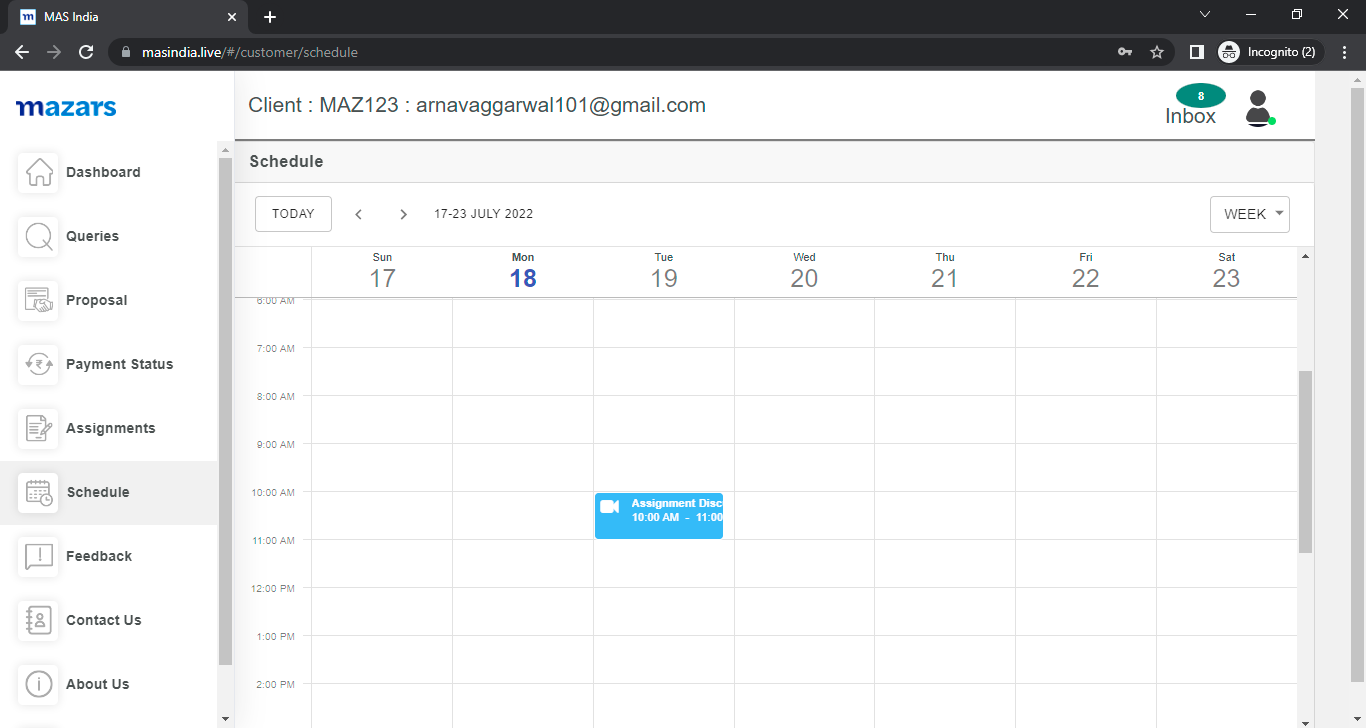 MAS India
masindia.live/#/customer/schedule
Incognito (2)
mazars
Client : MAZ123 : arnavaggarwal101@gmail.com
8
Inbox
Dashboard
Queries
Proposal
Payment Status
Assignments
Schedule
Feedback
Contact Us
About Us
Schedule
TODAY
17-23 JULY 2022
WEEK
Sun Mon Tue Wed Thu Fri Sat
17 18 19 20 21 22 23
6:00 AM
7:00 AM
8:00 AM
9:00 AM
10:00 AM
Assignment Disc
10:00 AM - 11:00
11:00 AM
12:00 PM
1:00 PM
2:00 PM